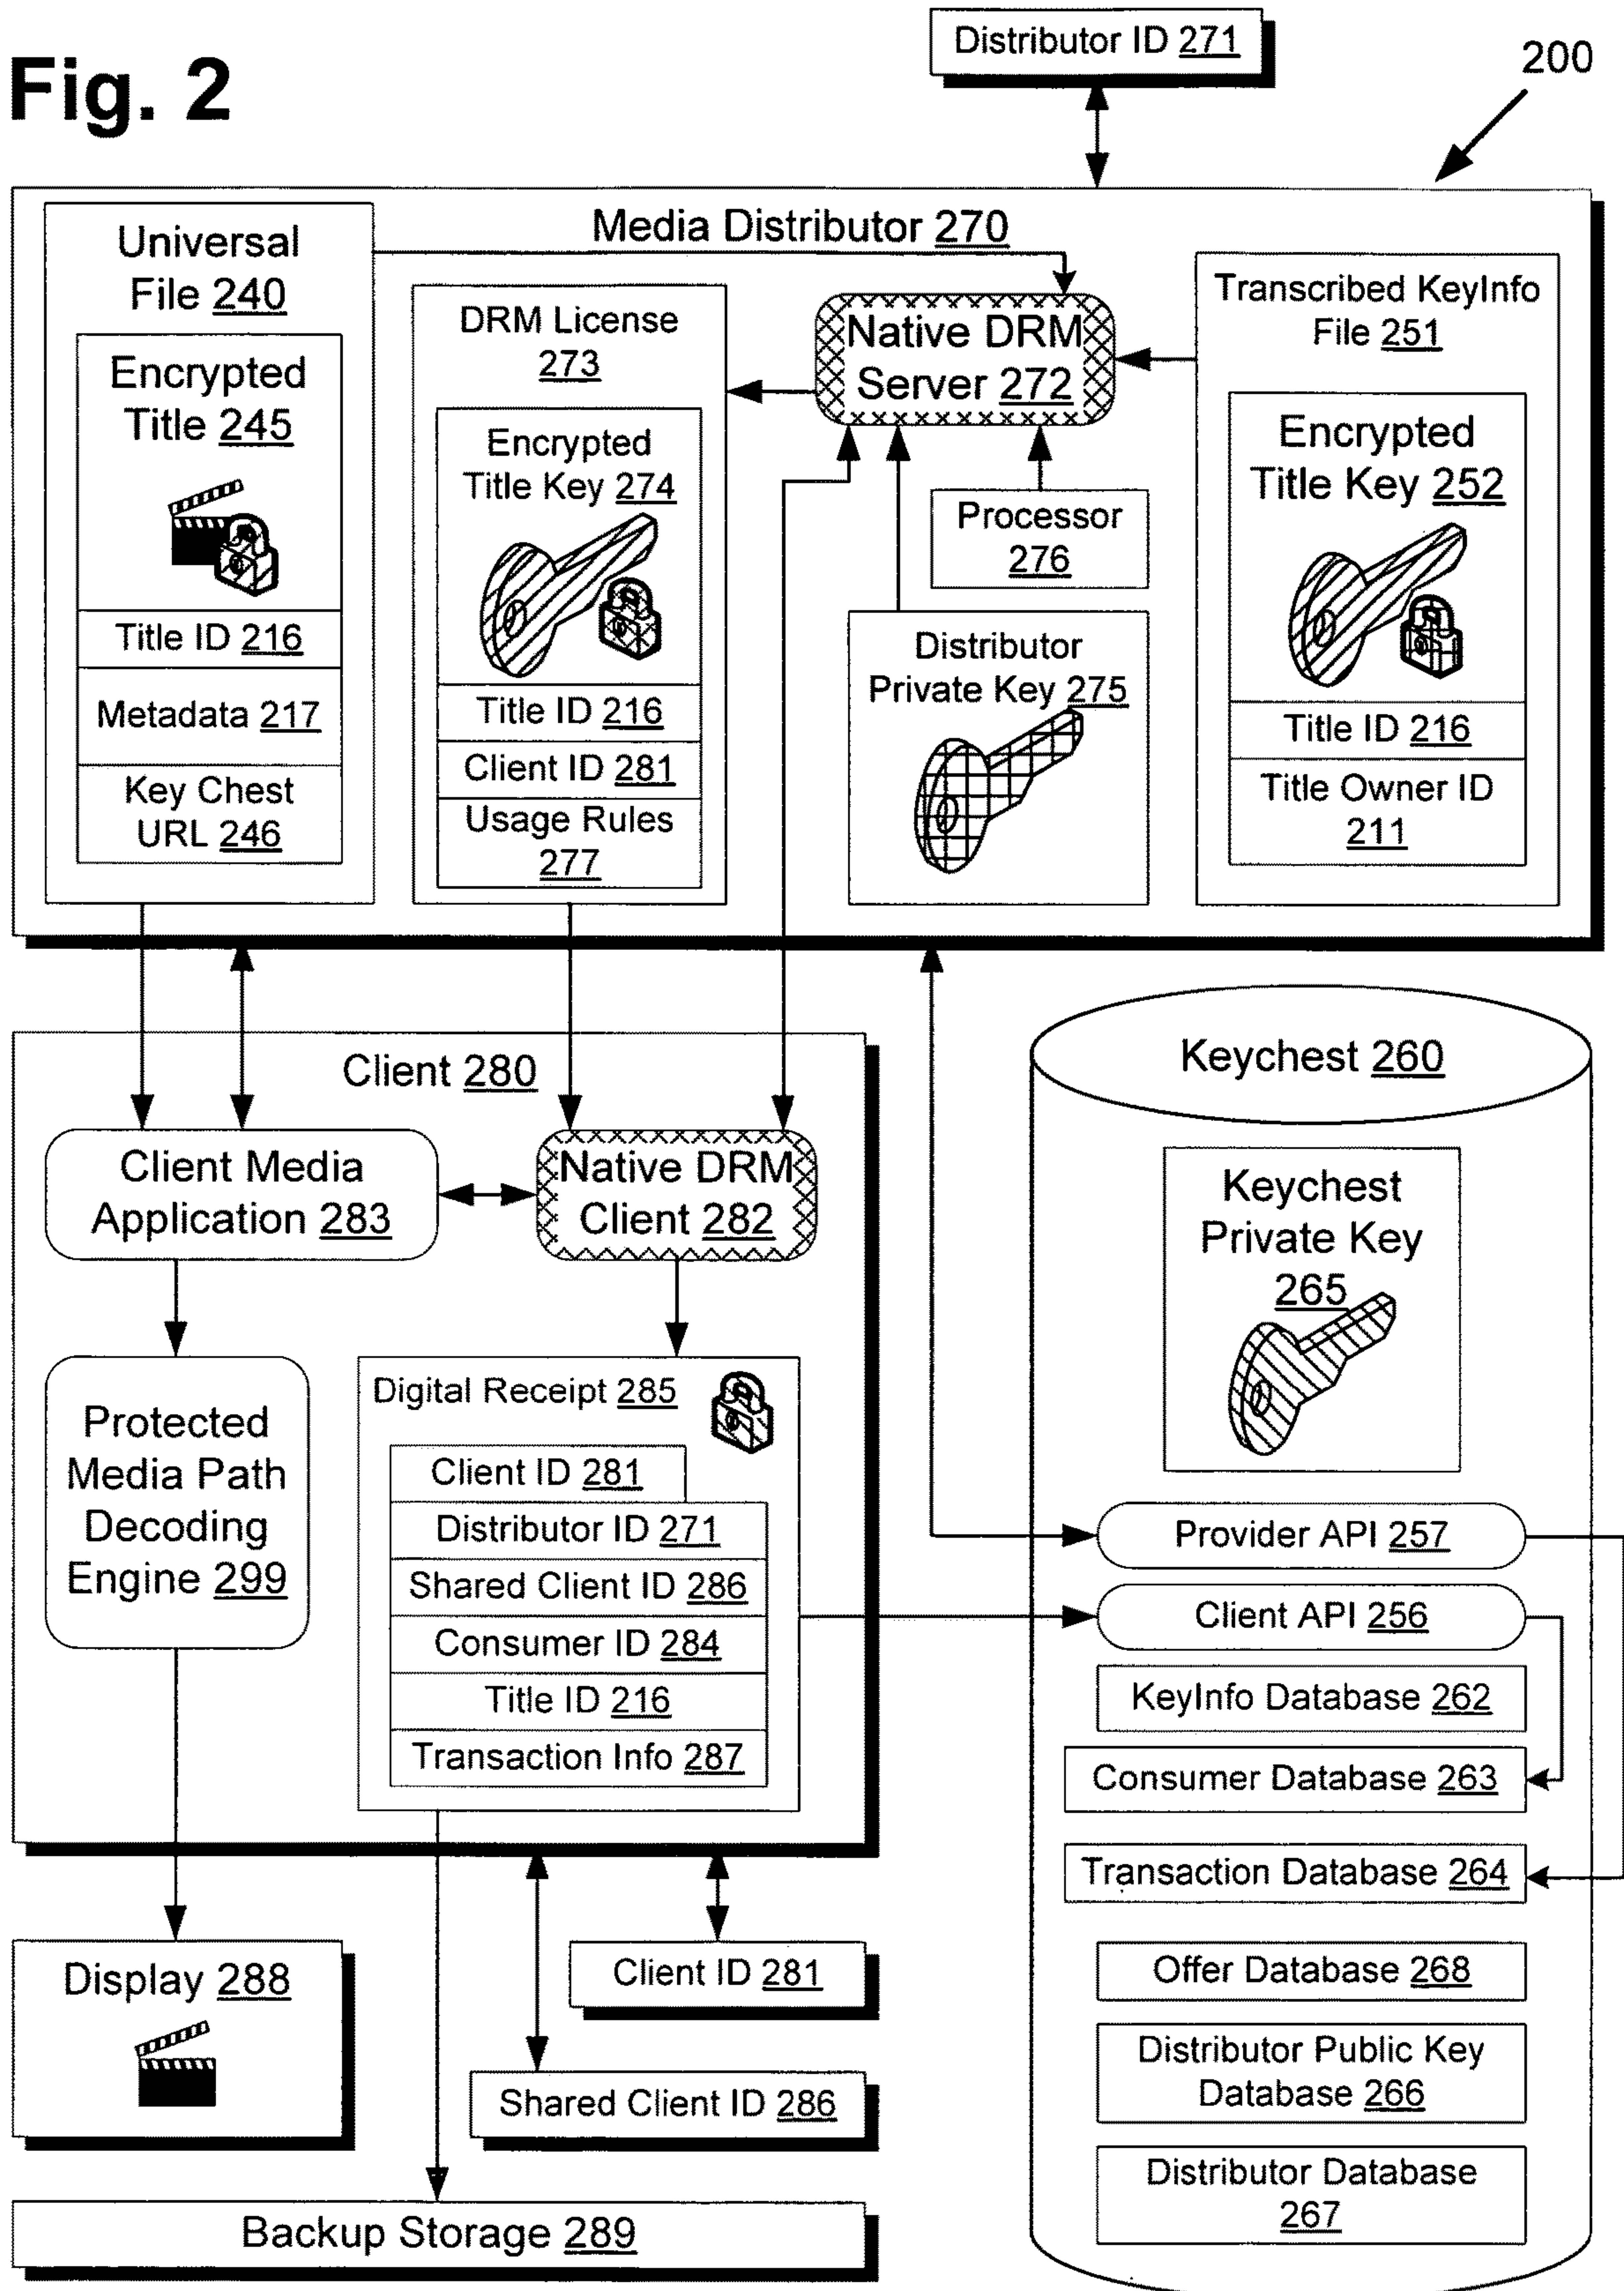 Fig. 2
Distributor ID 271
200
Media Distributor 270
Universal
File 240
Encrypted
Title 245
Title ID 216
Metadata 217
Key Chest
URL 246
DRM License
273
Encrypted
Title Key 274
Title ID 216
Client ID 281
Usage Rules
277
Native DRM
Server 272
Processor
276
Distributor
Private Key 275
Transcribed KeyInfo
File 251
Encrypted
Title Key 252
Title ID 216
Title Owner ID
211
Client 280
Client Media
Application 283
Native DRM
Client 282
Protected
Media Path
Decoding
Engine 299
Digital Receipt 285
Client ID 281
Distributor ID 271
Shared Client ID 286
Consumer ID 284
Title ID 216
Transaction Info 287
Display 288
Client ID 281
Shared Client ID 286
Backup Storage 289
Keychest 260
Keychest
Private Key
265
Provider API 257
Client API 256
KeyInfo Database 262
Consumer Database 263
Transaction Database 264
Offer Database 268
Distributor Public Key
Database 266
Distributor Database
267